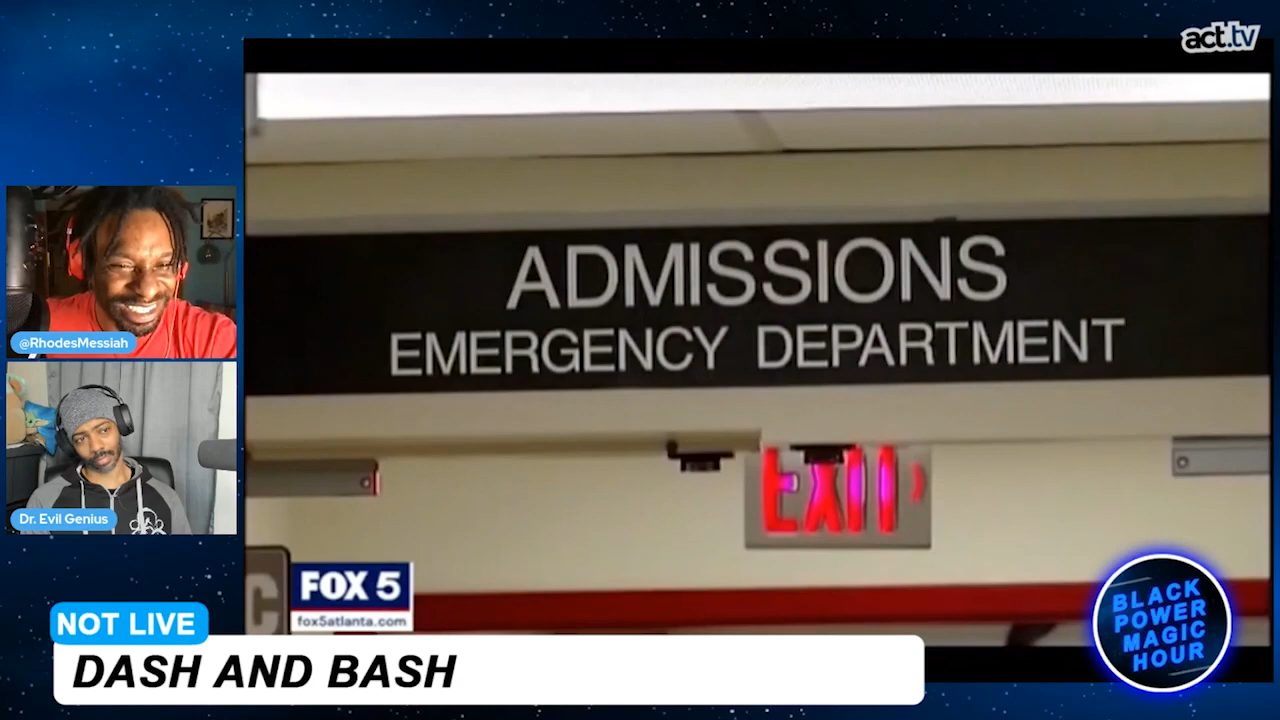 act.tv
ADMISSIONS
EMERGENCY DEPARTMENT
EXIT
@RhodesMessiah
Dr. Evil Genius
C
FOX 5
fox5atlanta.com
BLACK
POWER
MAGIC
HOUR
NOT LIVE
DASH AND BASH